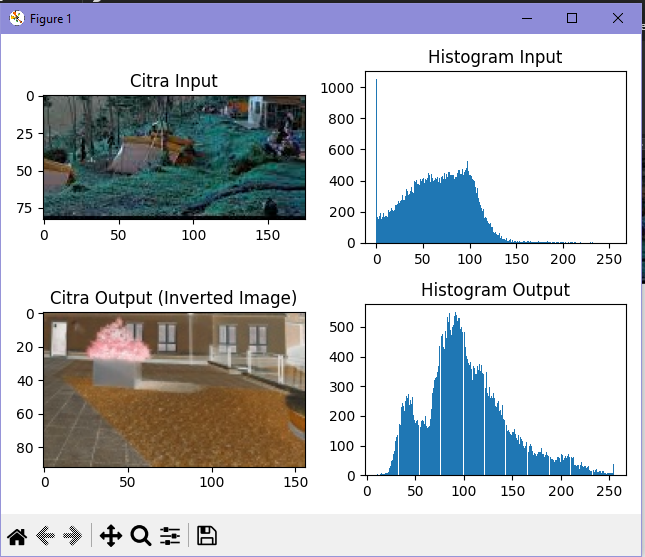 Figure 1
Citra Input
0
25
50
75
0 50 100 150
Histogram Input
1000
800
600
400
200
0
0 50 100 150 200 250
Citra Output (Inverted Image)
0
20
40
60
80
0 50 100 150
Histogram Output
500
400
300
200
100
0
0 50 100 150 200 250